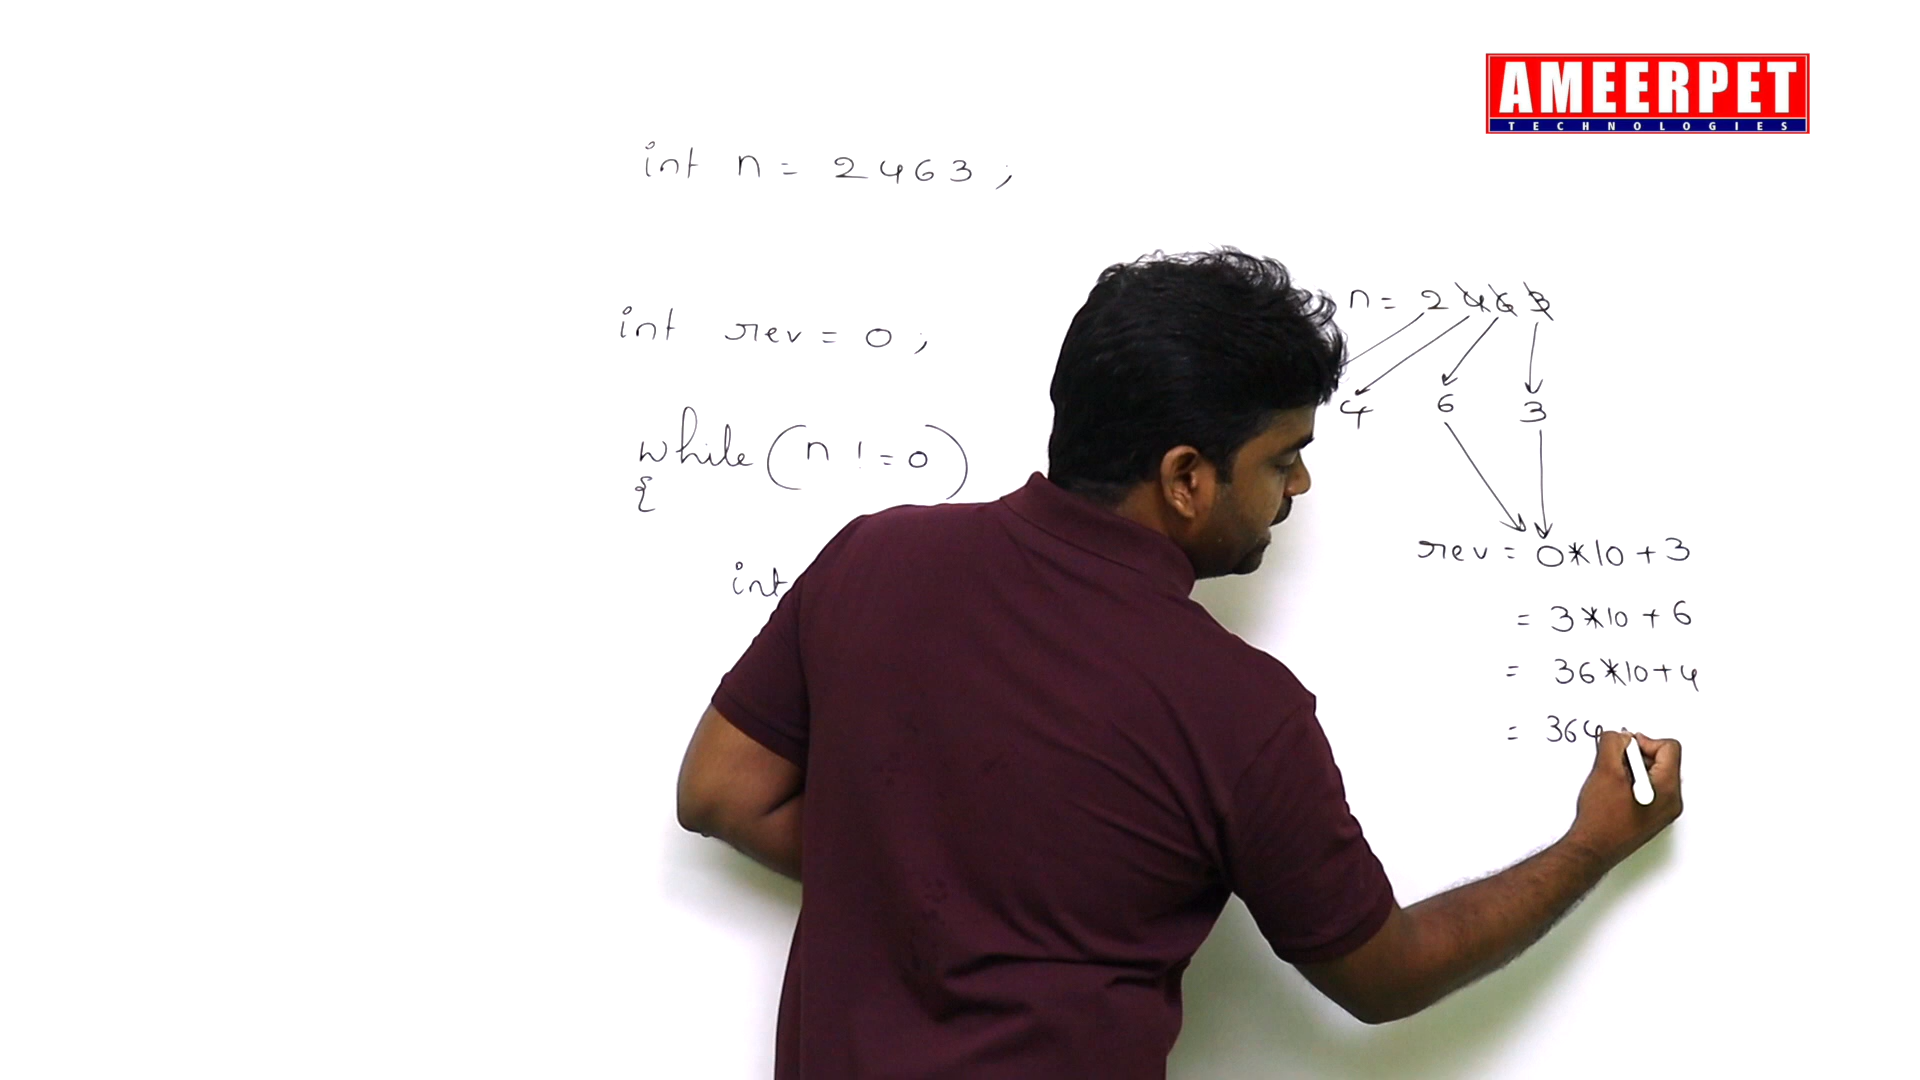 AMEERPET
TECHNOLOGIES
int n = 2463 ;
int rev = 0 ;
while ( n != 0 )
{
int
n = 2463
4 6 3
rev = 0*10 + 3
= 3*10 + 6
= 36*10+4
= 364